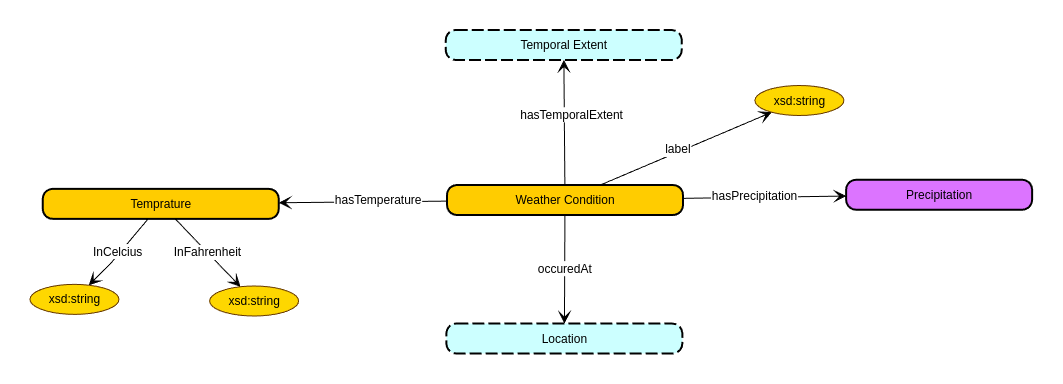 Temporal Extent
hasTemporalExtent
xsd:string
label
Temprature
hasTemperature
Weather Condition
hasPrecipitation
Precipitation
InCelcius
InFahrenheit
occuredAt
xsd:string
xsd:string
Location